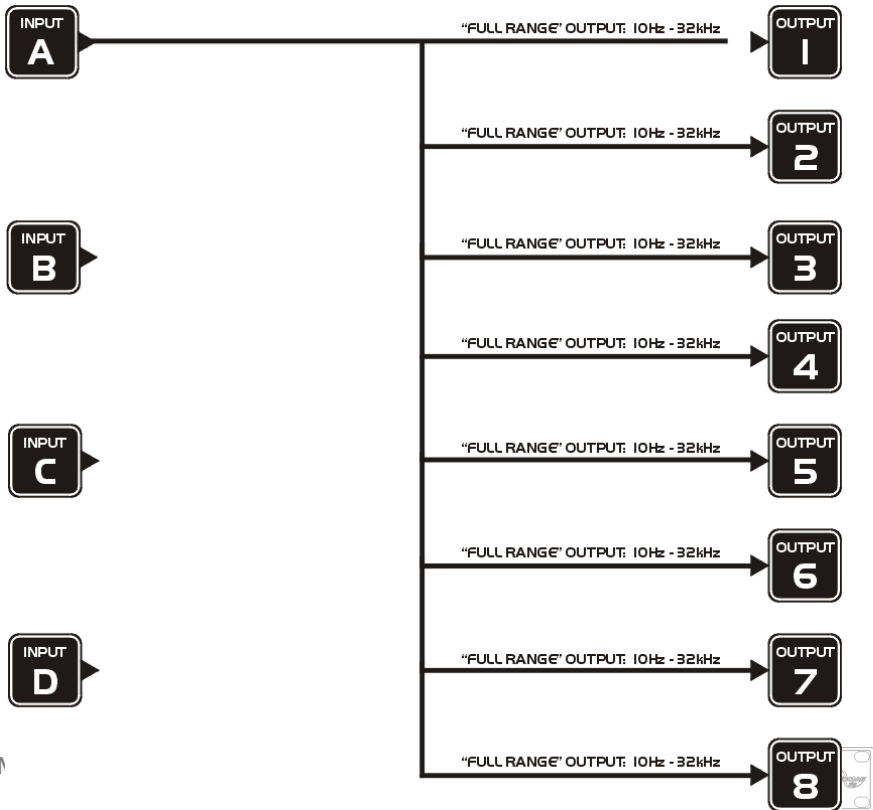 INPUT
A
"FULL RANGE" OUTPUT: 10Hz - 32kHz
OUTPUT
1
"FULL RANGE" OUTPUT: 10Hz - 32kHz
OUTPUT
2
INPUT
B
"FULL RANGE" OUTPUT: 10Hz - 32kHz
OUTPUT
3
"FULL RANGE" OUTPUT: 10Hz - 32kHz
OUTPUT
4
INPUT
C
"FULL RANGE" OUTPUT: 10Hz - 32kHz
OUTPUT
5
"FULL RANGE" OUTPUT: 10Hz - 32kHz
OUTPUT
6
INPUT
D
"FULL RANGE" OUTPUT: 10Hz - 32kHz
OUTPUT
7
"FULL RANGE" OUTPUT: 10Hz - 32kHz
OUTPUT
8